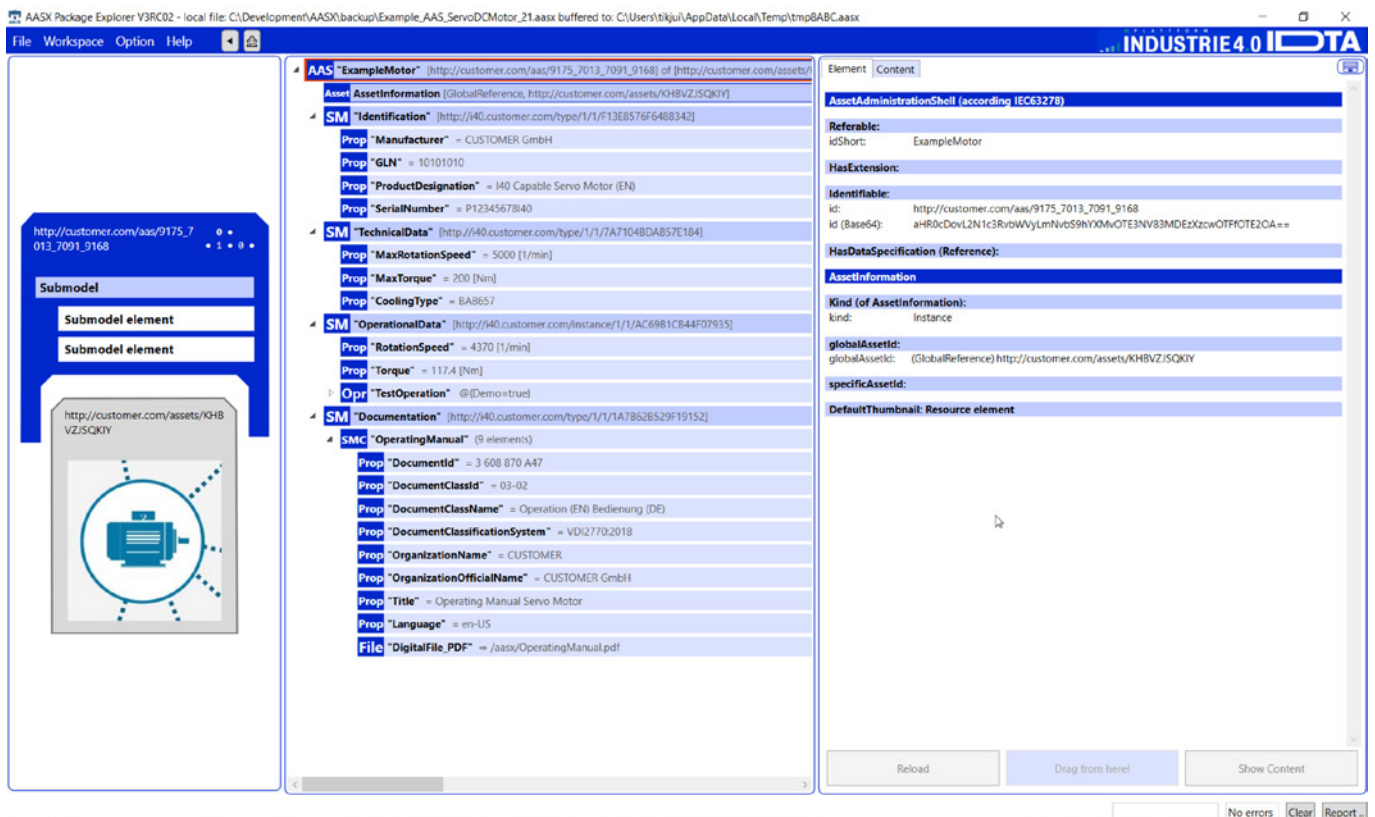 AASX Package Explorer V3RC02 - local file: C:\Development\AASX\backup\Example_AAS_ServoDCMotor_21.aasx buffered to: C:\Users\tikjui\AppData\Local\Temp\tmp8ABC.aasx
File Workspace Option Help
PLATTFORM
INDUSTRIE4.0 IDTA
http://customer.com/aas/9175_7
013_7091_9168
Submodel
Submodel element
Submodel element
http://customer.com/assets/KHB
VZJSQKIY
AAS "ExampleMotor" [http://customer.com/aas/9175_7013_7091_9168] of [http://customer.com/assets/
Asset AssetInformation [GlobalReference, http://customer.com/assets/KHBVZJSQKIY]
SM "Identification" [http://i40.customer.com/type/1/1/F13E8576F6488342]
Prop "Manufacturer" = CUSTOMER GmbH
Prop "GLN" = 10101010
Prop "ProductDesignation" = I40 Capable Servo Motor (EN)
Prop "SerialNumber" = P12345678I40
SM "TechnicalData" [http://i40.customer.com/type/1/1/7A7104BDAB57E184]
Prop "MaxRotationSpeed" = 5000 [1/min]
Prop "MaxTorque" = 200 [Nm]
Prop "CoolingType" = BAB657
SM "OperationalData" [http://i40.customer.com/instance/1/1/AC69B1CB44F07935]
Prop "RotationSpeed" = 4370 [1/min]
Prop "Torque" = 117.4 [Nm]
Opr "TestOperation" @{Demo=true}
SM "Documentation" [http://i40.customer.com/type/1/1/1A7B62B529F19152]
SMC "OperatingManual" (9 elements)
Prop "DocumentId" = 3 608 870 A47
Prop "DocumentClassId" = 03-02
Prop "DocumentClassName" = Operation (EN) Bedienung (DE)
Prop "DocumentClassificationSystem" = VDI2770:2018
Prop "OrganizationName" = CUSTOMER
Prop "OrganizationOfficialName" = CUSTOMER GmbH
Prop "Title" = Operating Manual Servo Motor
Prop "Language" = en-US
File "DigitalFile_PDF" ⇒ /aasx/OperatingManual.pdf
Element Content
AssetAdministrationShell (according IEC63278)
Referable:
idShort: ExampleMotor
HasExtension:
Identifiable:
id: http://customer.com/aas/9175_7013_7091_9168
id (Base64): aHR0cDovL2N1c3RvbWVyLmNvbS9hYXMvOTE3NV83MDEzXzcwOTFfOTE2OA==
HasDataSpecification (Reference):
AssetInformation
Kind (of AssetInformation):
kind: Instance
globalAssetId:
globalAssetId: (GlobalReference) http://customer.com/assets/KHBVZJSQKIY
specificAssetId:
DefaultThumbnail: Resource element
Reload Drag from here! Show Content
No errors Clear Report ..